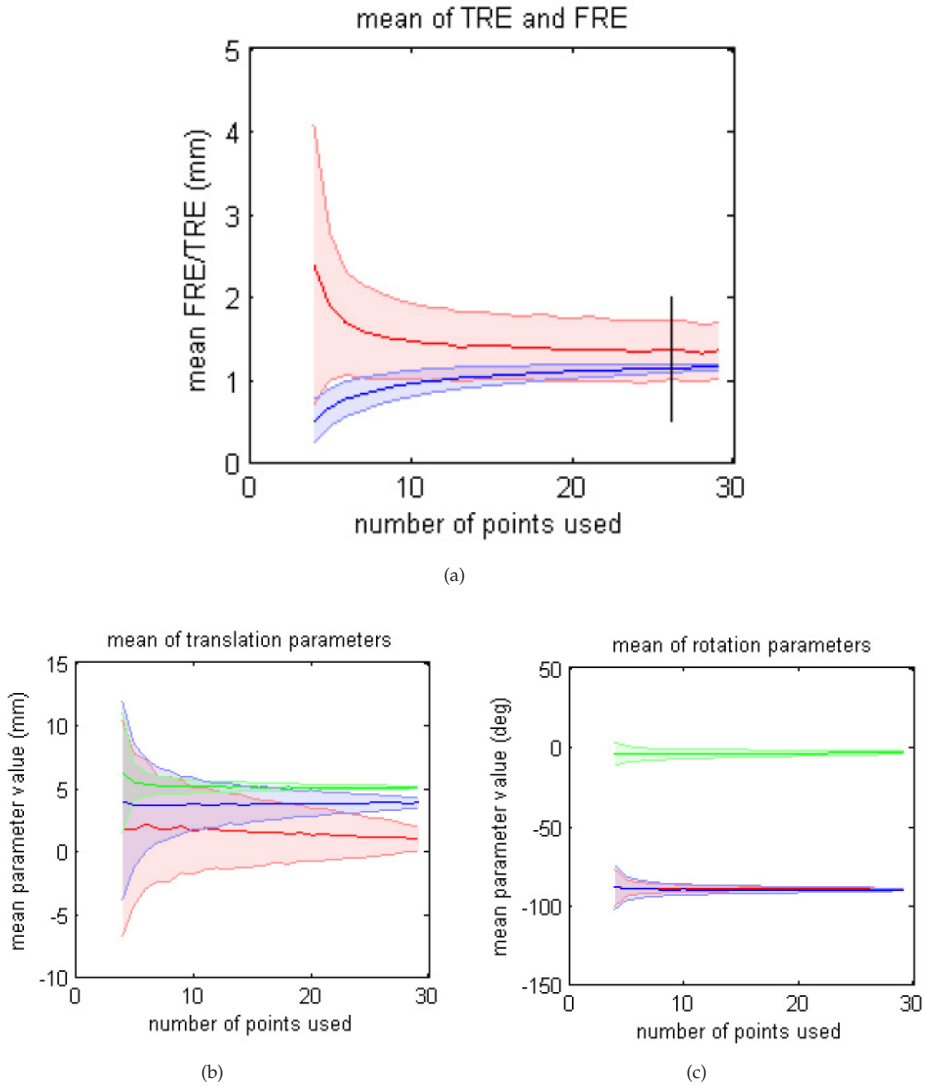 mean of TRE and FRE
5
4
3
2
1
0
mean FRE/TRE (mm)
0
10
20
30
number of points used
(a)
mean of translation parameters
15
10
5
0
-5
-10
mean parameter value (mm)
0
10
20
30
number of points used
(b)
mean of rotation parameters
50
0
-50
-100
-150
mean parameter value (deg)
0
10
20
30
number of points used
(c)